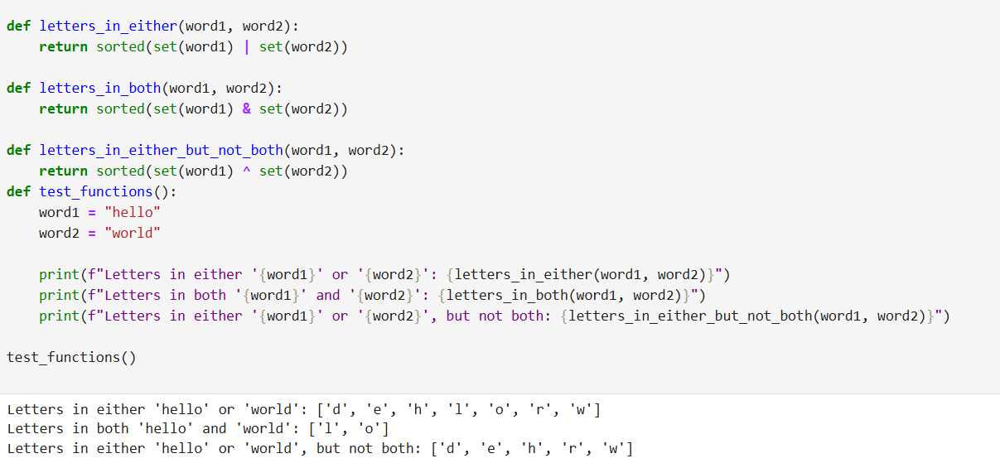 def letters_in_either(word1, word2):
    return sorted(set(word1) | set(word2))

def letters_in_both(word1, word2):
    return sorted(set(word1) & set(word2))

def letters_in_either_but_not_both(word1, word2):
    return sorted(set(word1) ^ set(word2))
def test_functions():
    word1 = "hello"
    word2 = "world"

    print(f"Letters in either '{word1}' or '{word2}': {letters_in_either(word1, word2)}")
    print(f"Letters in both '{word1}' and '{word2}': {letters_in_both(word1, word2)}")
    print(f"Letters in either '{word1}' or '{word2}', but not both: {letters_in_either_but_not_both(word1, word2)}")

test_functions()

Letters in either 'hello' or 'world': ['d', 'e', 'h', 'l', 'o', 'r', 'w']
Letters in both 'hello' and 'world': ['l', 'o']
Letters in either 'hello' or 'world', but not both: ['d', 'e', 'h', 'r', 'w']